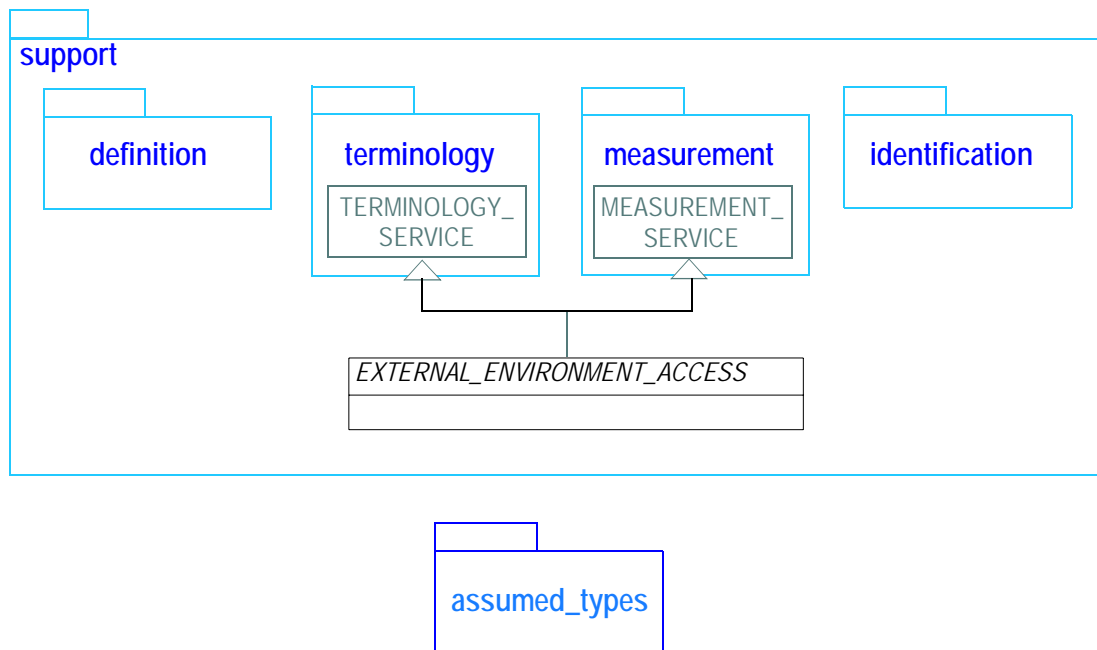 support
definition
terminology
measurement
identification
TERMINOLOGY_
SERVICE
MEASUREMENT_
SERVICE
EXTERNAL_ENVIRONMENT_ACCESS
assumed_types